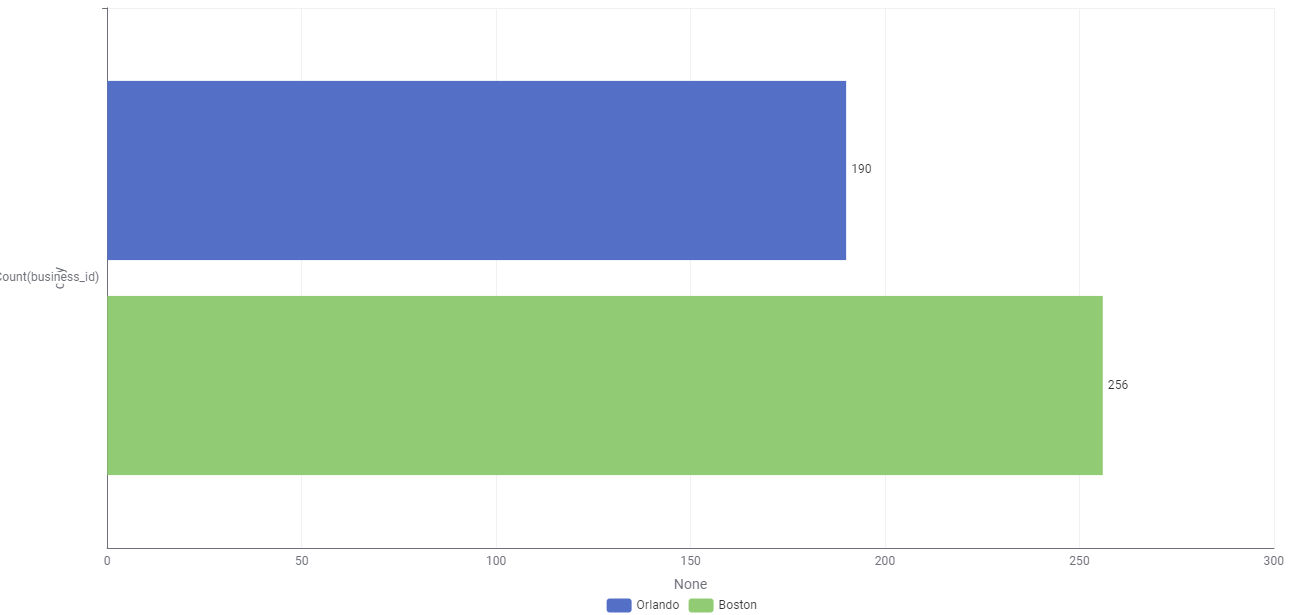 190
Count(business_id)
256
0 50 100 150 200 250 300
None
Orlando Boston